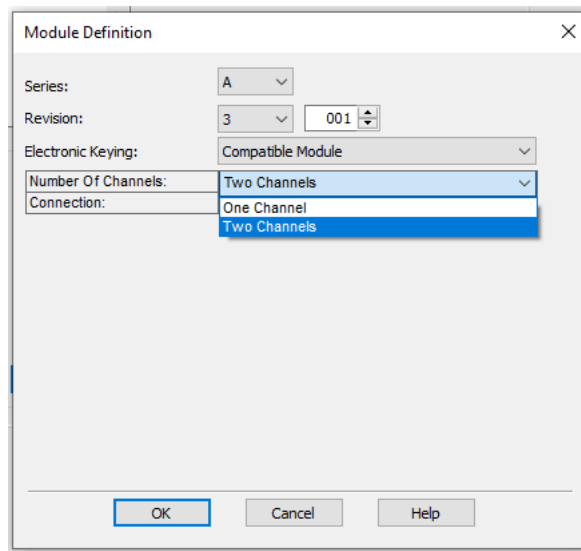 Module Definition
Series: A
Revision: 3 001
Electronic Keying: Compatible Module
Number Of Channels: Two Channels
Connection: One Channel
Two Channels
OK Cancel Help